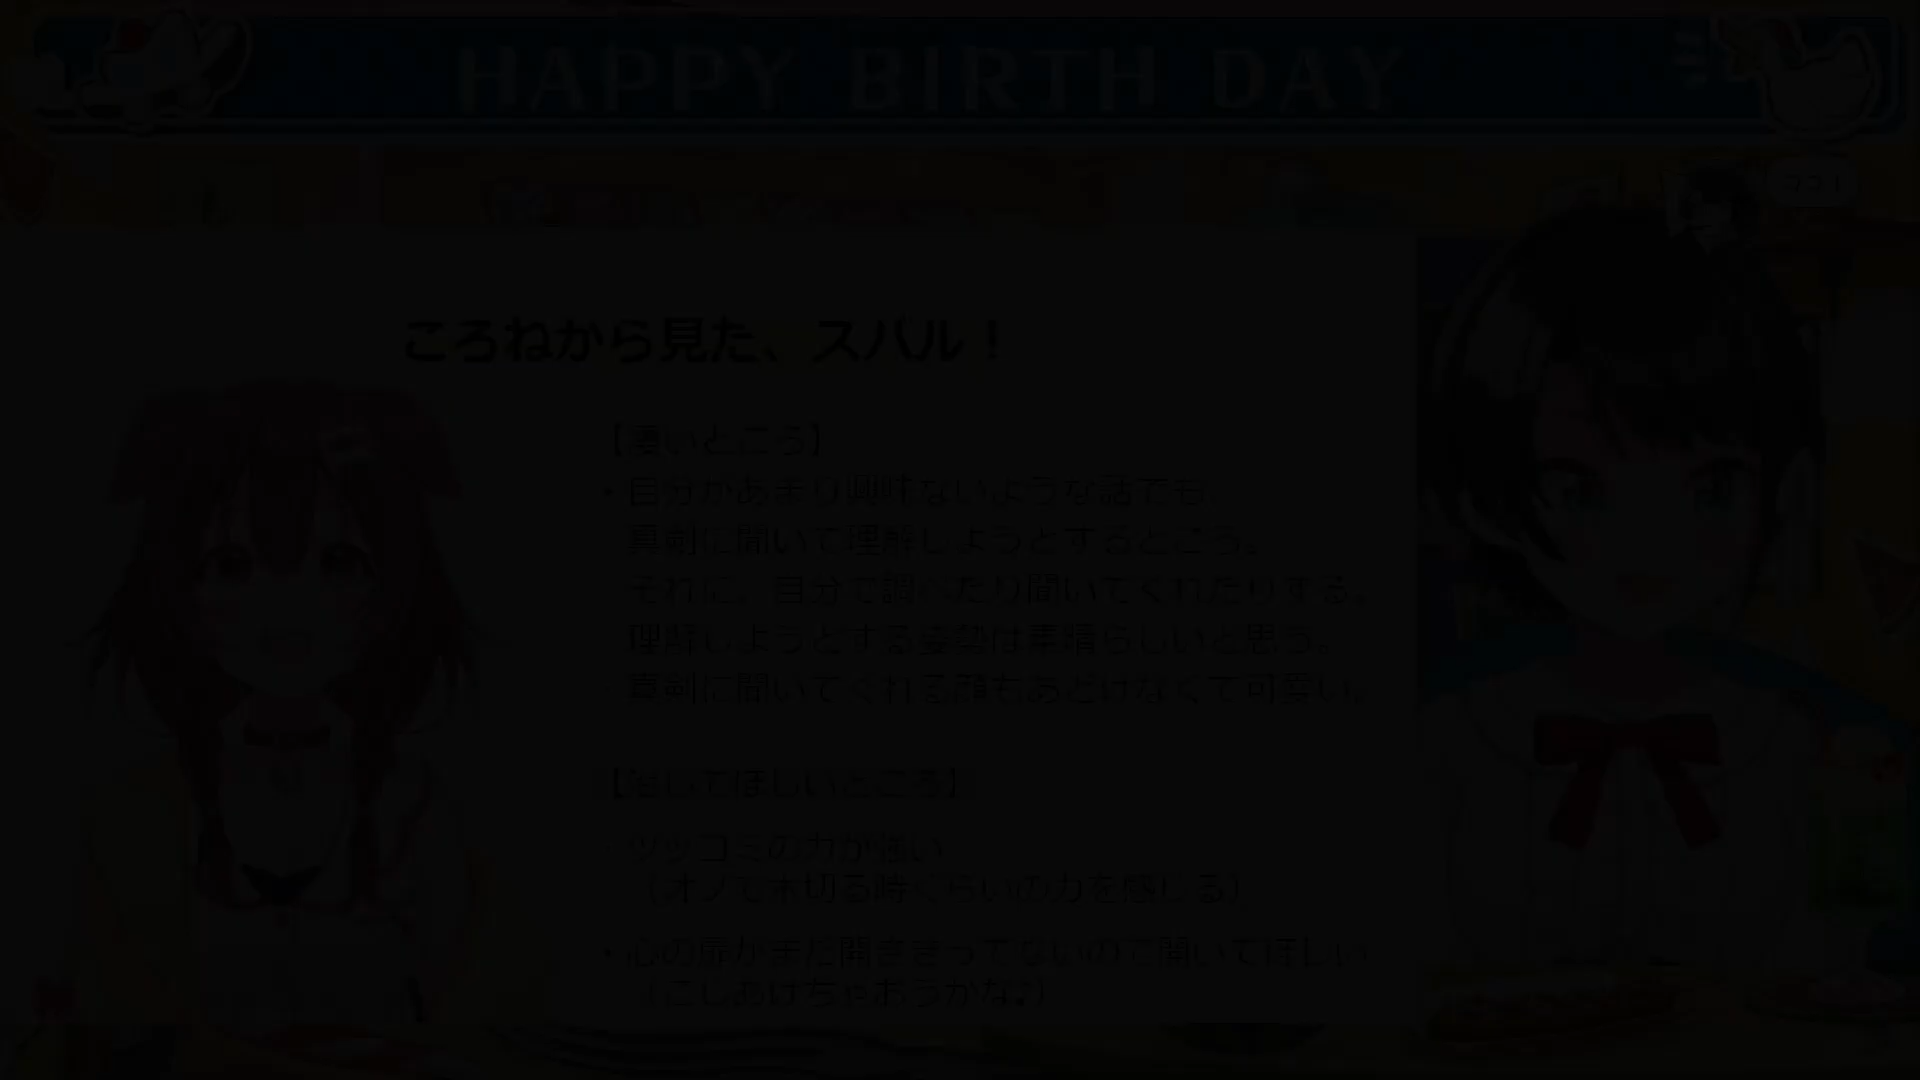 HAPPY BIRTH DAY
ころねから見た、スバル！
【凄いところ】
・自分があまり興味ないような話でも、
真剣に聞いて理解しようとするところ。
それに、自分で調べたり聞いてくれたりする。
理解しようとする姿勢は素晴らしいと思う。
真剣に聞いてくれる顔もあどけなくて可愛い。
【治してほしいところ】
・ツッコミの力が強い
（オノで木切る時くらいの力を感じる）
・心の扉がまだ開ききってないので開いてほしい
（こじあけちゃおうかな♪）